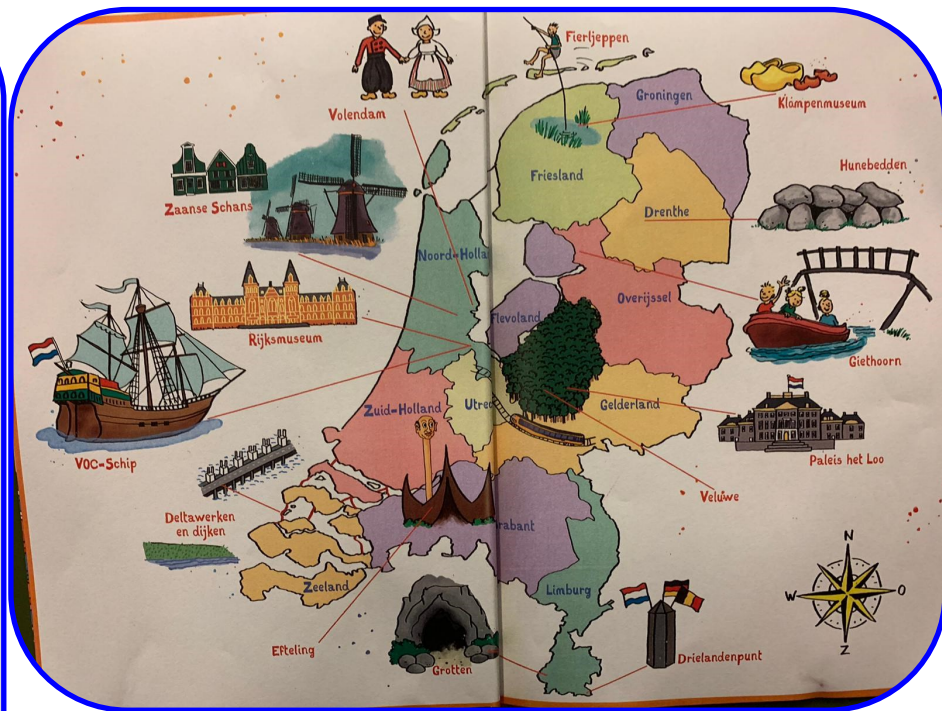 Fierljeppen
Volendam
Groningen
Klompenmuseum
Zaanse Schans
Friesland
Hunebedden
Drenthe
Noord-Holla
Rijksmuseum
Flevoland
Overijssel
Giethoorn
Zuid-Holland
Utrec
Gelderland
VOC-Schip
Paleis het Loo
Veluwe
Deltawerken
en dijken
rabant
N
W
O
Z
Zeeland
Limburg
Efteling
Grotten
Drielandenpunt